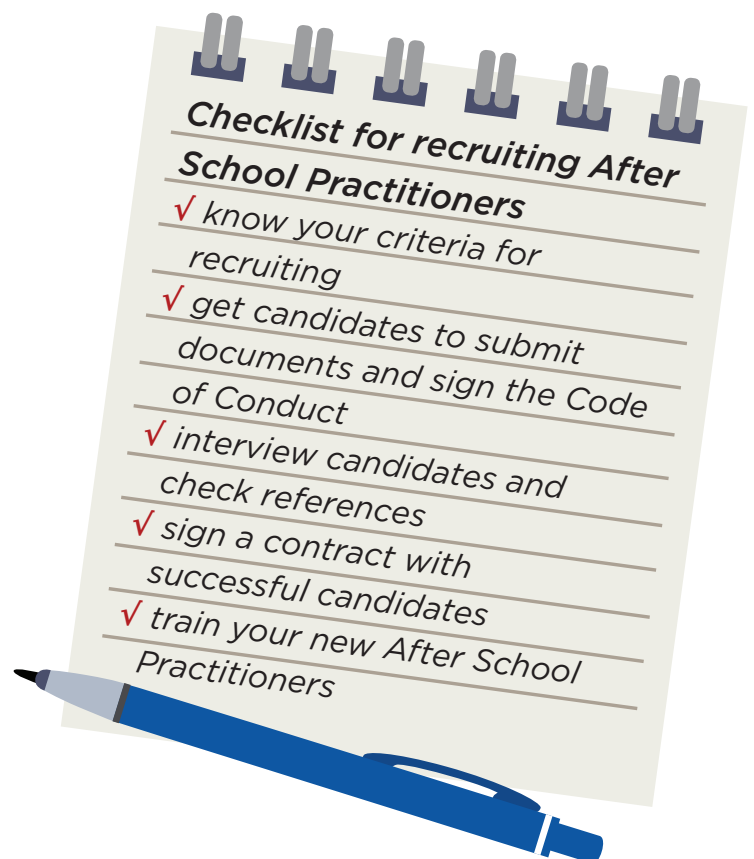 Checklist for recruiting After
School Practitioners
√ know your criteria for
recruiting
√ get candidates to submit
documents and sign the Code
of Conduct
√ interview candidates and
check references
√ sign a contract with
successful candidates
√ train your new After School
Practitioners